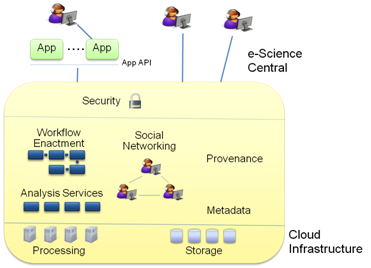 App .... App
App API
e-Science
Central
Security
Workflow
Enactment
Social
Networking
Provenance
Analysis Services
Metadata
Processing
Storage
Cloud
Infrastructure